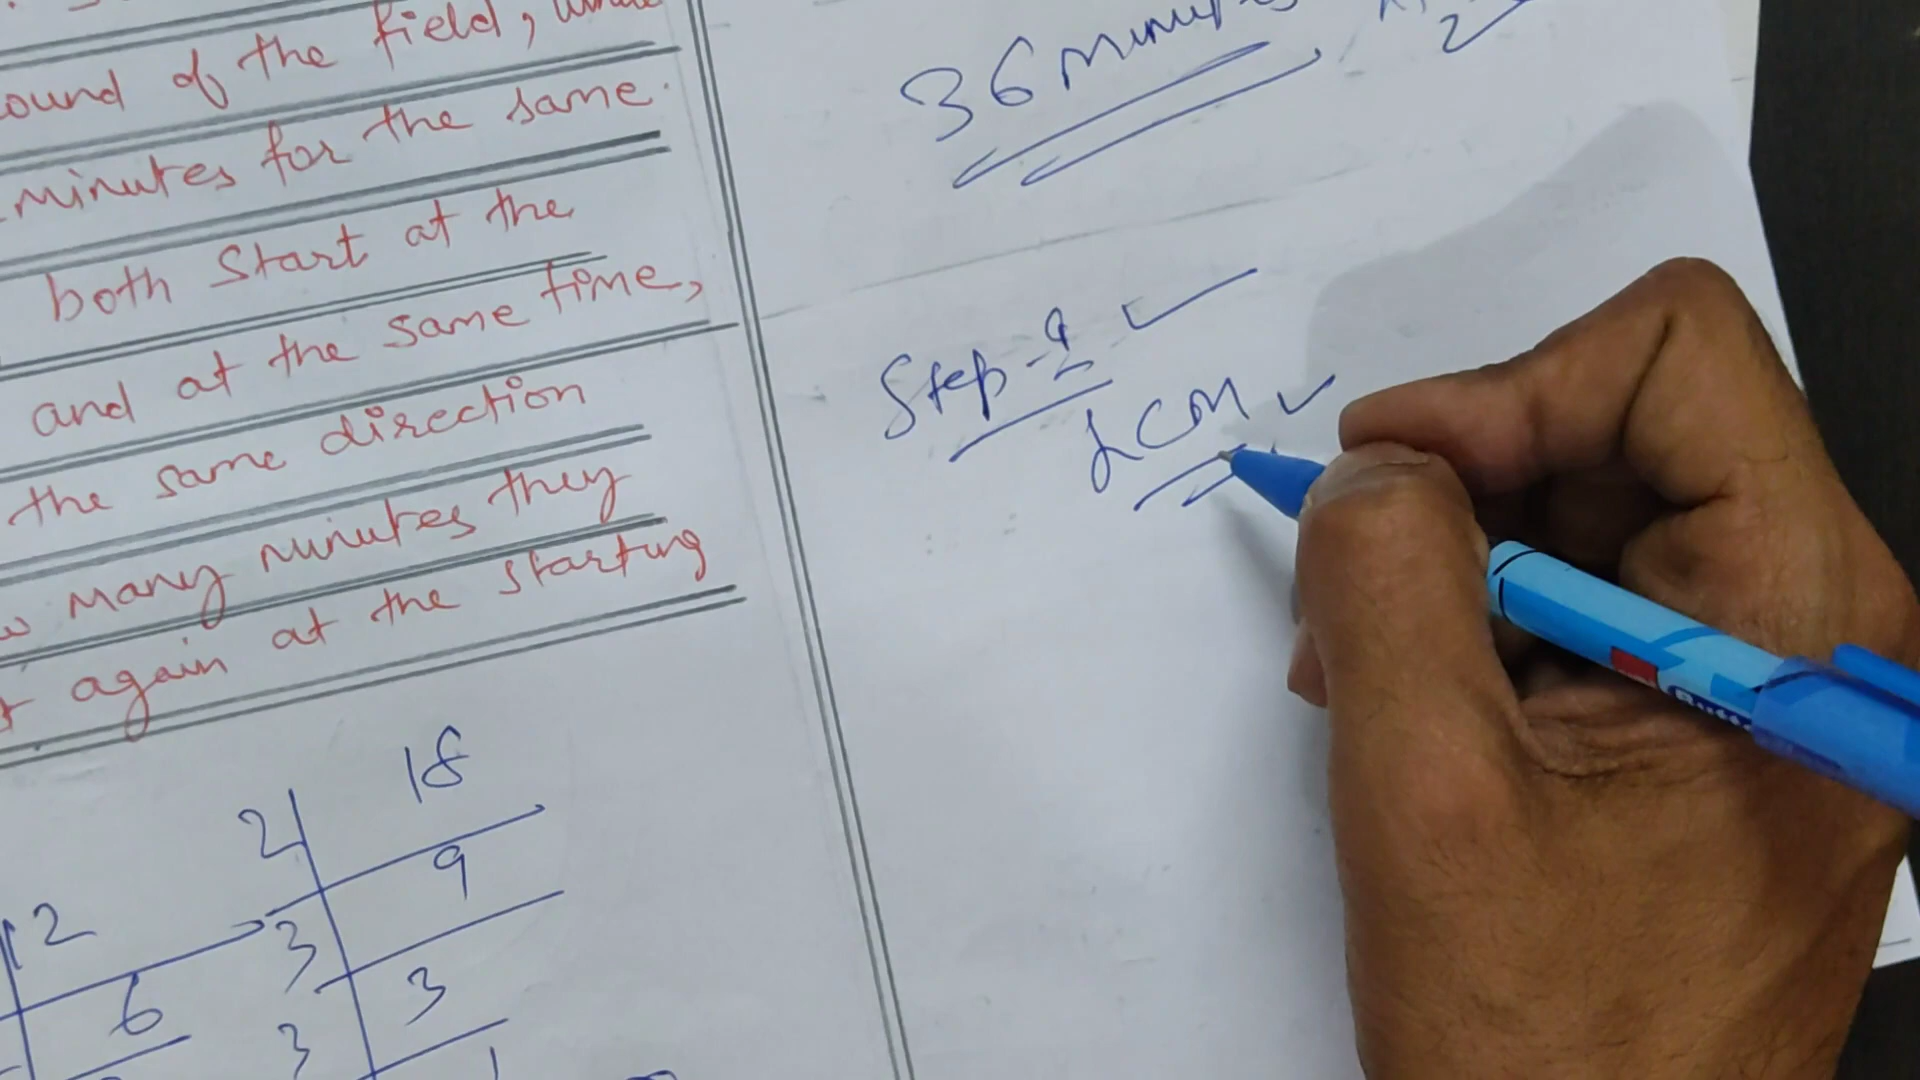 of the field,
minutes for the same.
both start at the
and at the same time,
the same direction
many minutes they
again at the starting
2 18
3 9
3 3
1
12
6
36 minutes
2
Step-2
LCM